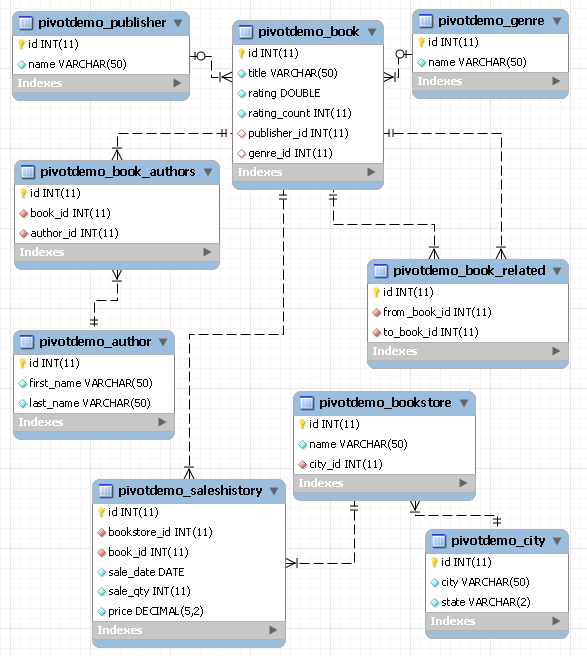 pivotdemo_publisher
id INT(11)
name VARCHAR(50)
Indexes
pivotdemo_book
id INT(11)
title VARCHAR(50)
rating DOUBLE
rating_count INT(11)
publisher_id INT(11)
genre_id INT(11)
Indexes
pivotdemo_genre
id INT(11)
name VARCHAR(50)
Indexes
pivotdemo_book_authors
id INT(11)
book_id INT(11)
author_id INT(11)
Indexes
pivotdemo_book_related
id INT(11)
from_book_id INT(11)
to_book_id INT(11)
Indexes
pivotdemo_author
id INT(11)
first_name VARCHAR(50)
last_name VARCHAR(50)
Indexes
pivotdemo_bookstore
id INT(11)
name VARCHAR(50)
city_id INT(11)
Indexes
pivotdemo_saleshistory
id INT(11)
bookstore_id INT(11)
book_id INT(11)
sale_date DATE
sale_qty INT(11)
price DECIMAL(5,2)
Indexes
pivotdemo_city
id INT(11)
city VARCHAR(50)
state VARCHAR(2)
Indexes